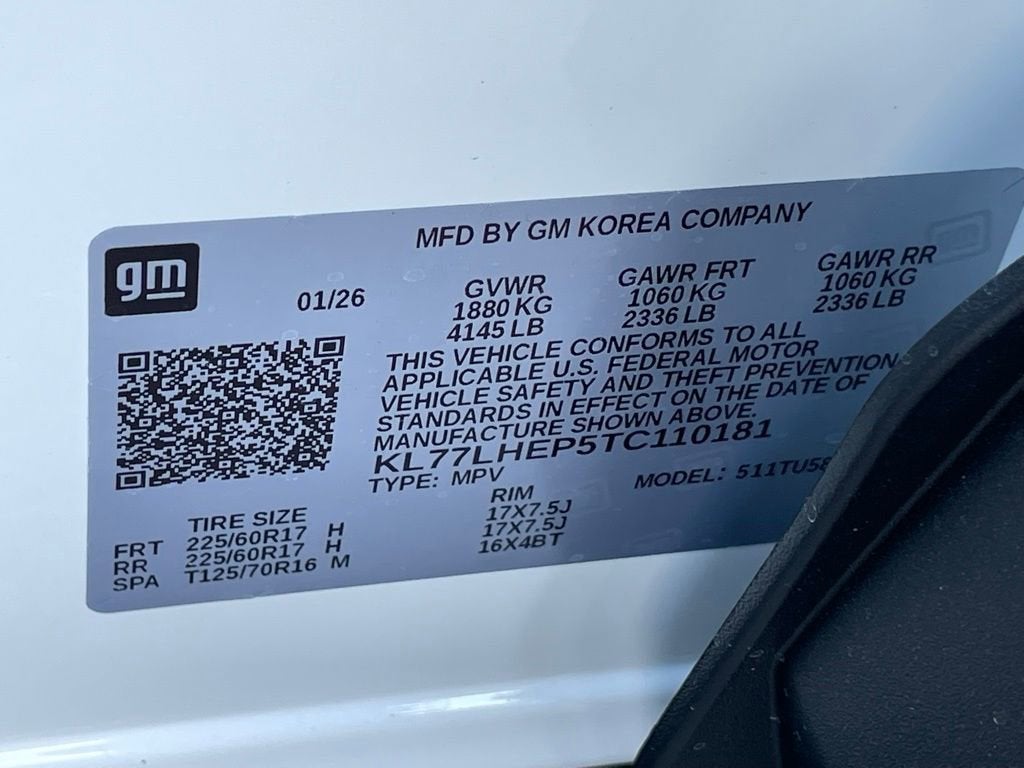 gm
MFD BY GM KOREA COMPANY
01/26
GVWR GAWR FRT GAWR RR
1880 KG 1060 KG 1060 KG
4145 LB 2336 LB 2336 LB
THIS VEHICLE CONFORMS TO ALL
APPLICABLE U.S. FEDERAL MOTOR
VEHICLE SAFETY AND THEFT PREVENTION
STANDARDS IN EFFECT ON THE DATE OF
MANUFACTURE SHOWN ABOVE.
KL77LHEP5TC110181
TYPE: MPV MODEL: 511TU58
TIRE SIZE RIM
FRT 225/60R17 H 17X7.5J
RR 225/60R17 H 17X7.5J
SPA T125/70R16 M 16X4BT